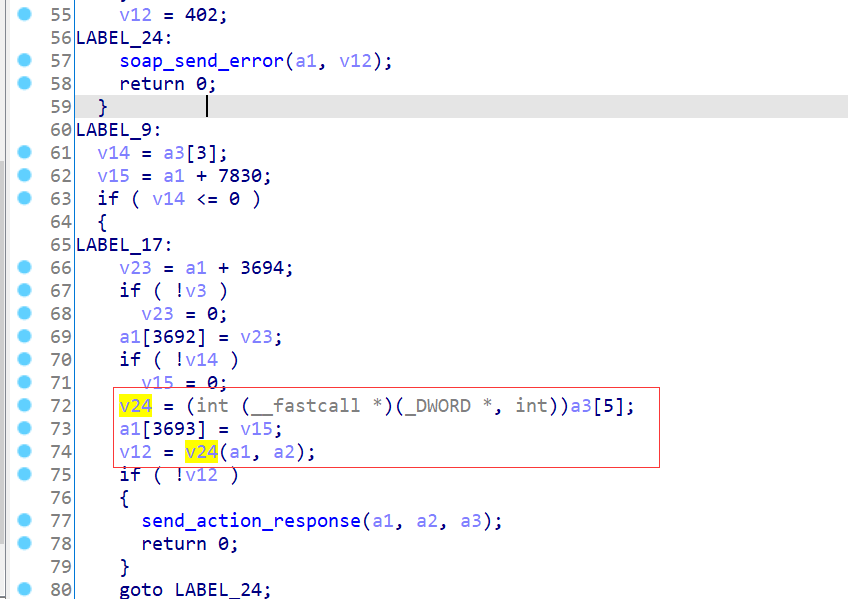 55 v12 = 402;
56 LABEL_24:
57 soap_send_error(a1, v12);
58 return 0;
59 }
60 LABEL_9:
61 v14 = a3[3];
62 v15 = a1 + 7830;
63 if ( v14 <= 0 )
64 {
65 LABEL_17:
66 v23 = a1 + 3694;
67 if ( !v3 )
68 v23 = 0;
69 a1[3692] = v23;
70 if ( !v14 )
71 v15 = 0;
72 v24 = (int (__fastcall *)(_DWORD *, int))a3[5];
73 a1[3693] = v15;
74 v12 = v24(a1, a2);
75 if ( !v12 )
76 {
77 send_action_response(a1, a2, a3);
78 return 0;
79 }
80 goto LABEL_24;